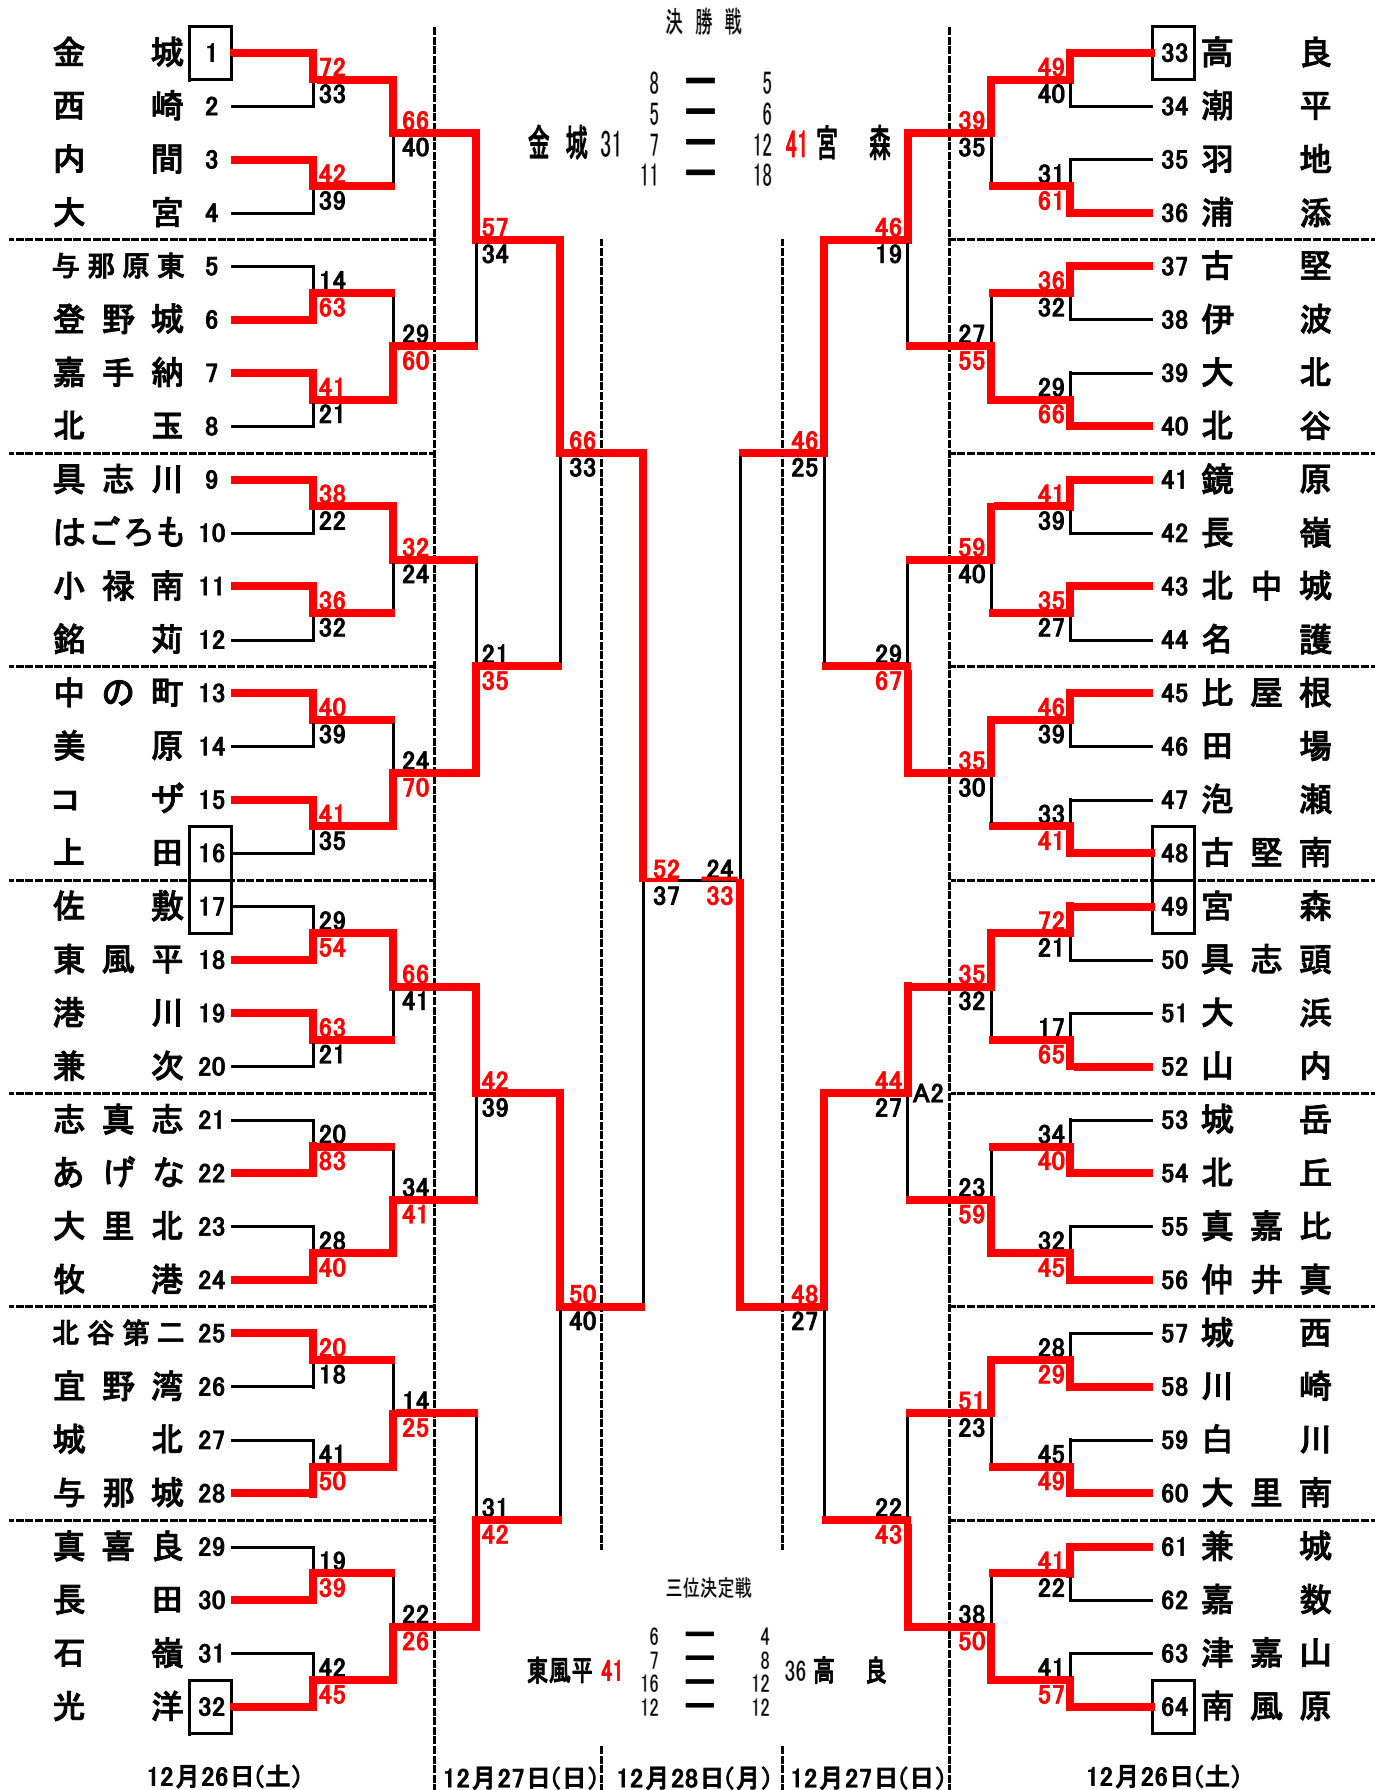 決勝戦
8 ー 5
5 ー 6
金城 31 7 ー 12 41 宮森
11 ー 18
金城 1
72
33
西崎 2
66
40
内間 3
42
39
大宮 4
57
34
与那原東 5
14
63
登野城 6
29
60
嘉手納 7
41
21
北玉 8
66
33
具志川 9
38
22
はごろも 10
32
24
小禄南 11
36
32
銘苅 12
21
35
中の町 13
40
39
美原 14
24
70
コザ 15
41
35
上田 16
52
37
佐敷 17
29
54
東風平 18
66
41
港川 19
63
21
兼次 20
42
39
志真志 21
20
83
あげな 22
34
41
大里北 23
28
40
牧港 24
50
40
北谷第二 25
20
18
宜野湾 26
14
25
城北 27
41
50
与那城 28
31
42
真喜良 29
19
39
長田 30
22
26
石嶺 31
42
45
光洋 32
33 高良
49
40
34 潮平
39
35
35 羽地
31
61
36 浦添
46
19
37 古堅
36
32
38 伊波
27
55
39 大北
29
66
40 北谷
46
25
41 鏡原
41
39
42 長嶺
59
40
43 北中城
35
27
44 名護
29
67
45 比屋根
46
39
46 田場
35
30
47 泡瀬
33
41
48 古堅南
24
33
49 宮森
72
21
50 具志頭
35
32
51 大浜
17
65
52 山内
44
27
A2
53 城岳
34
40
54 北丘
23
59
55 真嘉比
32
45
56 仲井真
48
27
57 城西
28
29
58 川崎
51
23
59 白川
45
49
60 大里南
22
43
61 兼城
41
22
62 嘉数
38
50
63 津嘉山
41
57
64 南風原
三位決定戦
6 ー 4
7 ー 8
東風平 41 16 ー 12 36 高良
12 ー 12
12月26日(土) 12月27日(日) 12月28日(月) 12月27日(日) 12月26日(土)